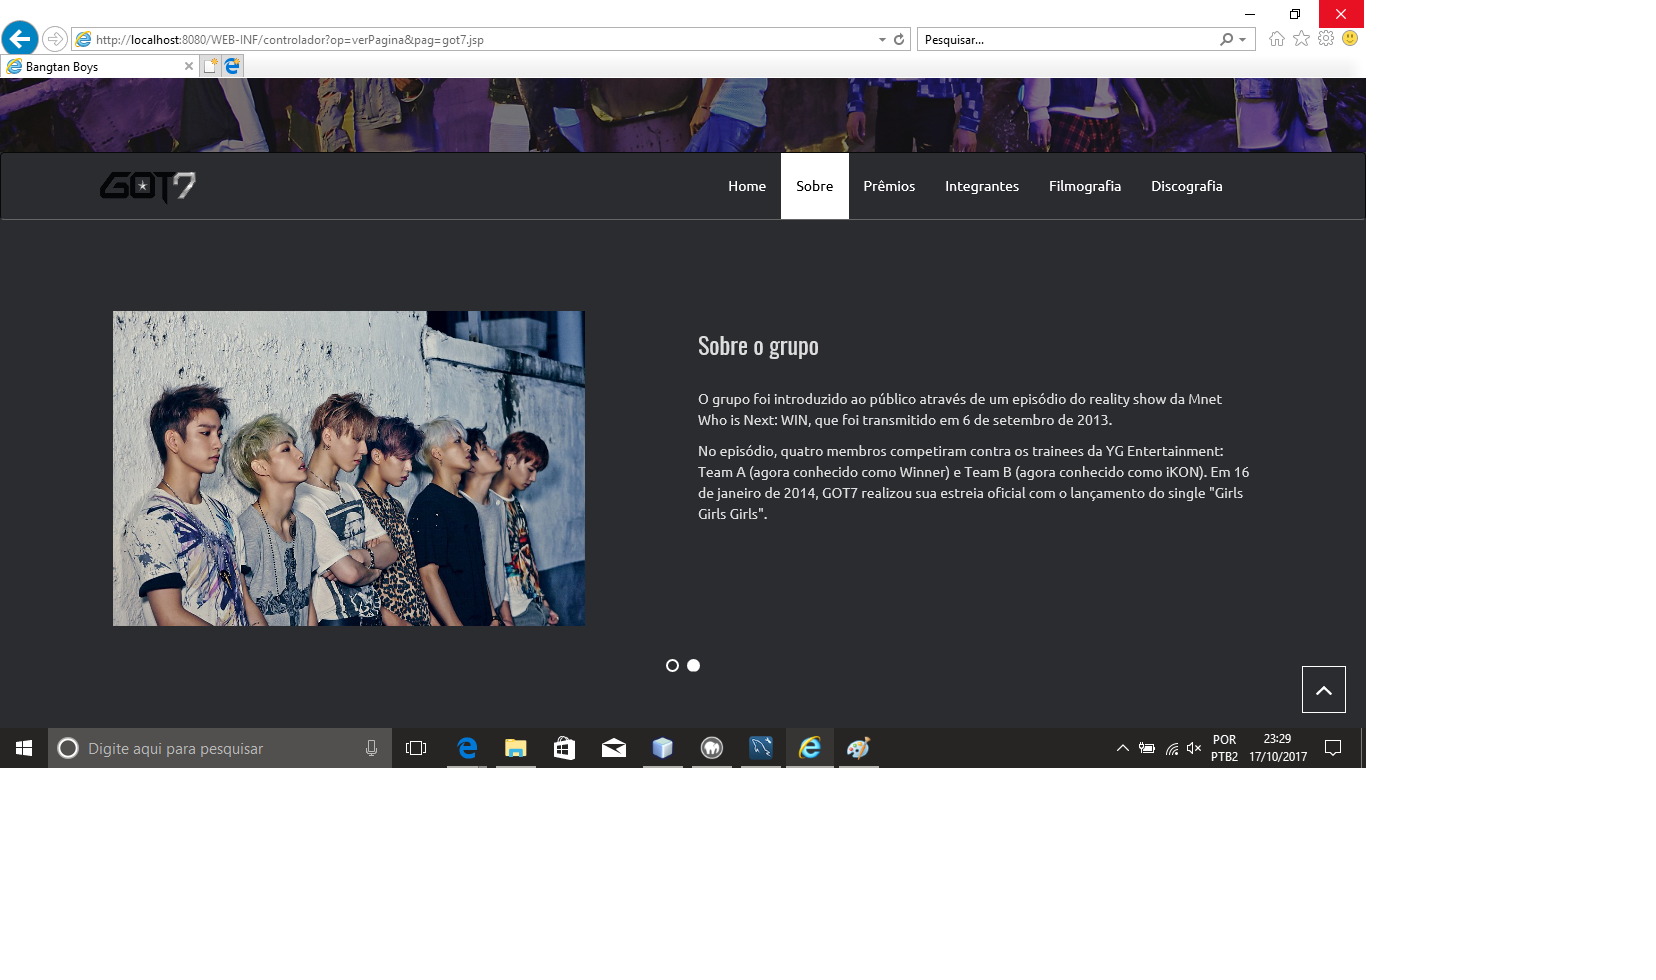 http://localhost:8080/WEB-INF/controlador?op=verPagina&pag=got7.jsp
Pesquisar...
Bangtan Boys
GOT7
Home Sobre Prêmios Integrantes Filmografia Discografia
Sobre o grupo
O grupo foi introduzido ao público através de um episódio do reality show da Mnet
Who is Next: WIN, que foi transmitido em 6 de setembro de 2013.
No episódio, quatro membros competiram contra os trainees da YG Entertainment:
Team A (agora conhecido como Winner) e Team B (agora conhecido como iKON). Em 16
de janeiro de 2014, GOT7 realizou sua estreia oficial com o lançamento do single "Girls
Girls Girls".
Digite aqui para pesquisar
POR
PTB2
23:29
17/10/2017